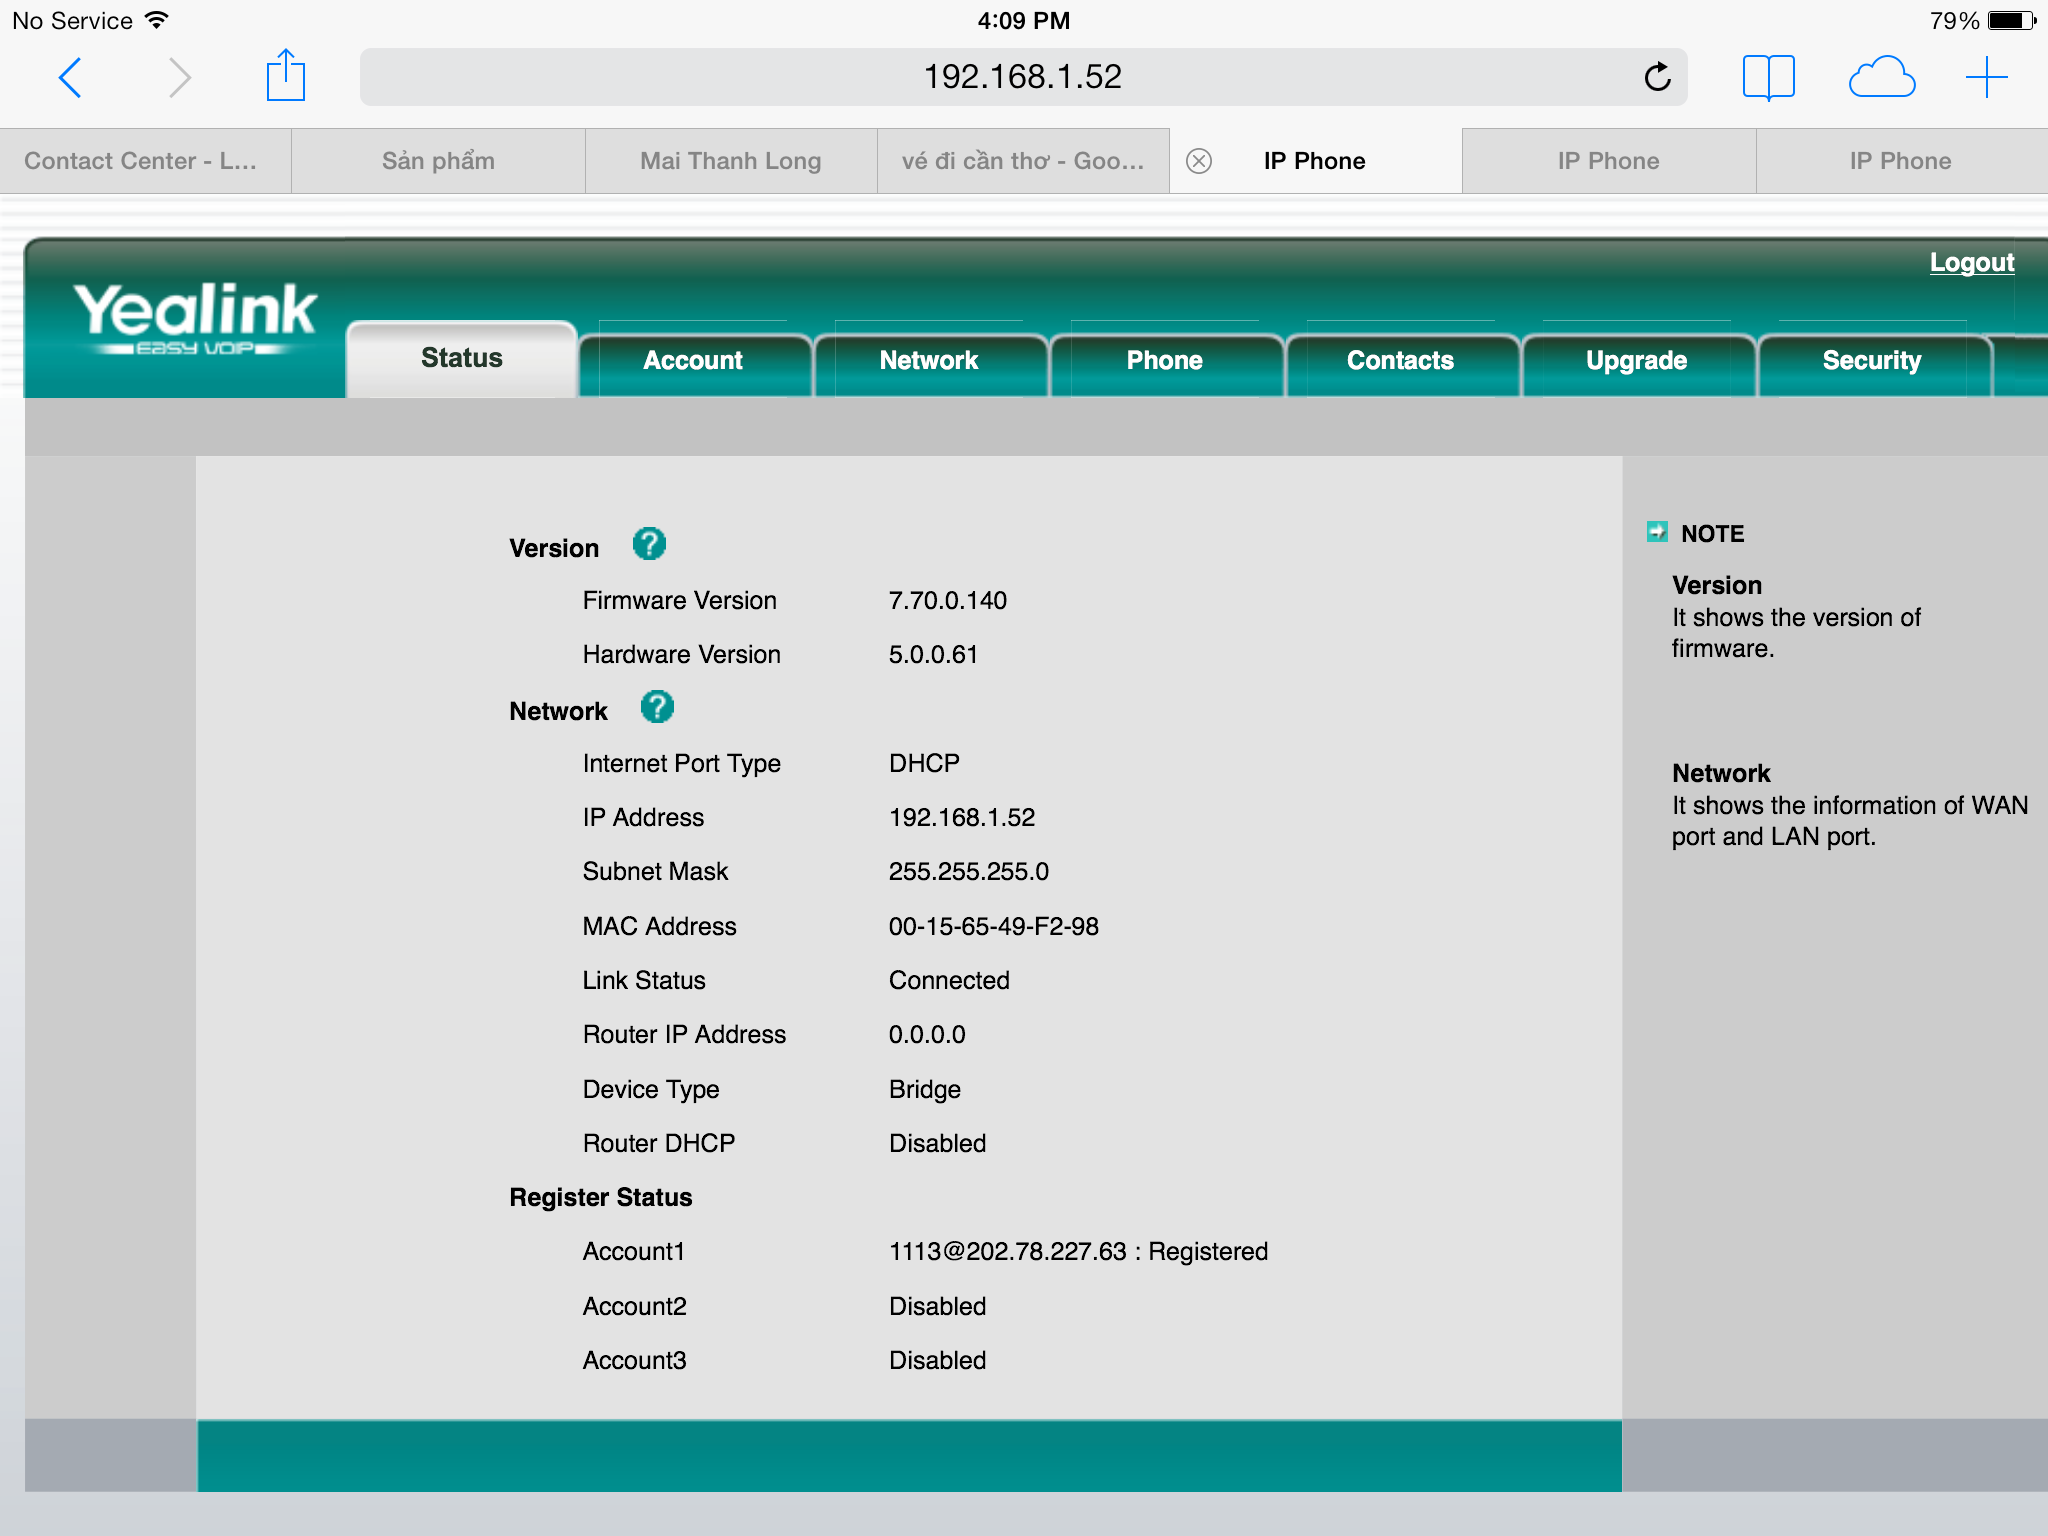 No Service 4:09 PM 79%
192.168.1.52
Contact Center - L... Sản phẩm Mai Thanh Long vé đi cần thơ - Goo... IP Phone IP Phone IP Phone
Logout
Yealink
EASY VOIP
Status Account Network Phone Contacts Upgrade Security
Version ?
Firmware Version 7.70.0.140
Hardware Version 5.0.0.61
Network ?
Internet Port Type DHCP
IP Address 192.168.1.52
Subnet Mask 255.255.255.0
MAC Address 00-15-65-49-F2-98
Link Status Connected
Router IP Address 0.0.0.0
Device Type Bridge
Router DHCP Disabled
Register Status
Account1 1113@202.78.227.63 : Registered
Account2 Disabled
Account3 Disabled
NOTE
Version
It shows the version of
firmware.
Network
It shows the information of WAN
port and LAN port.